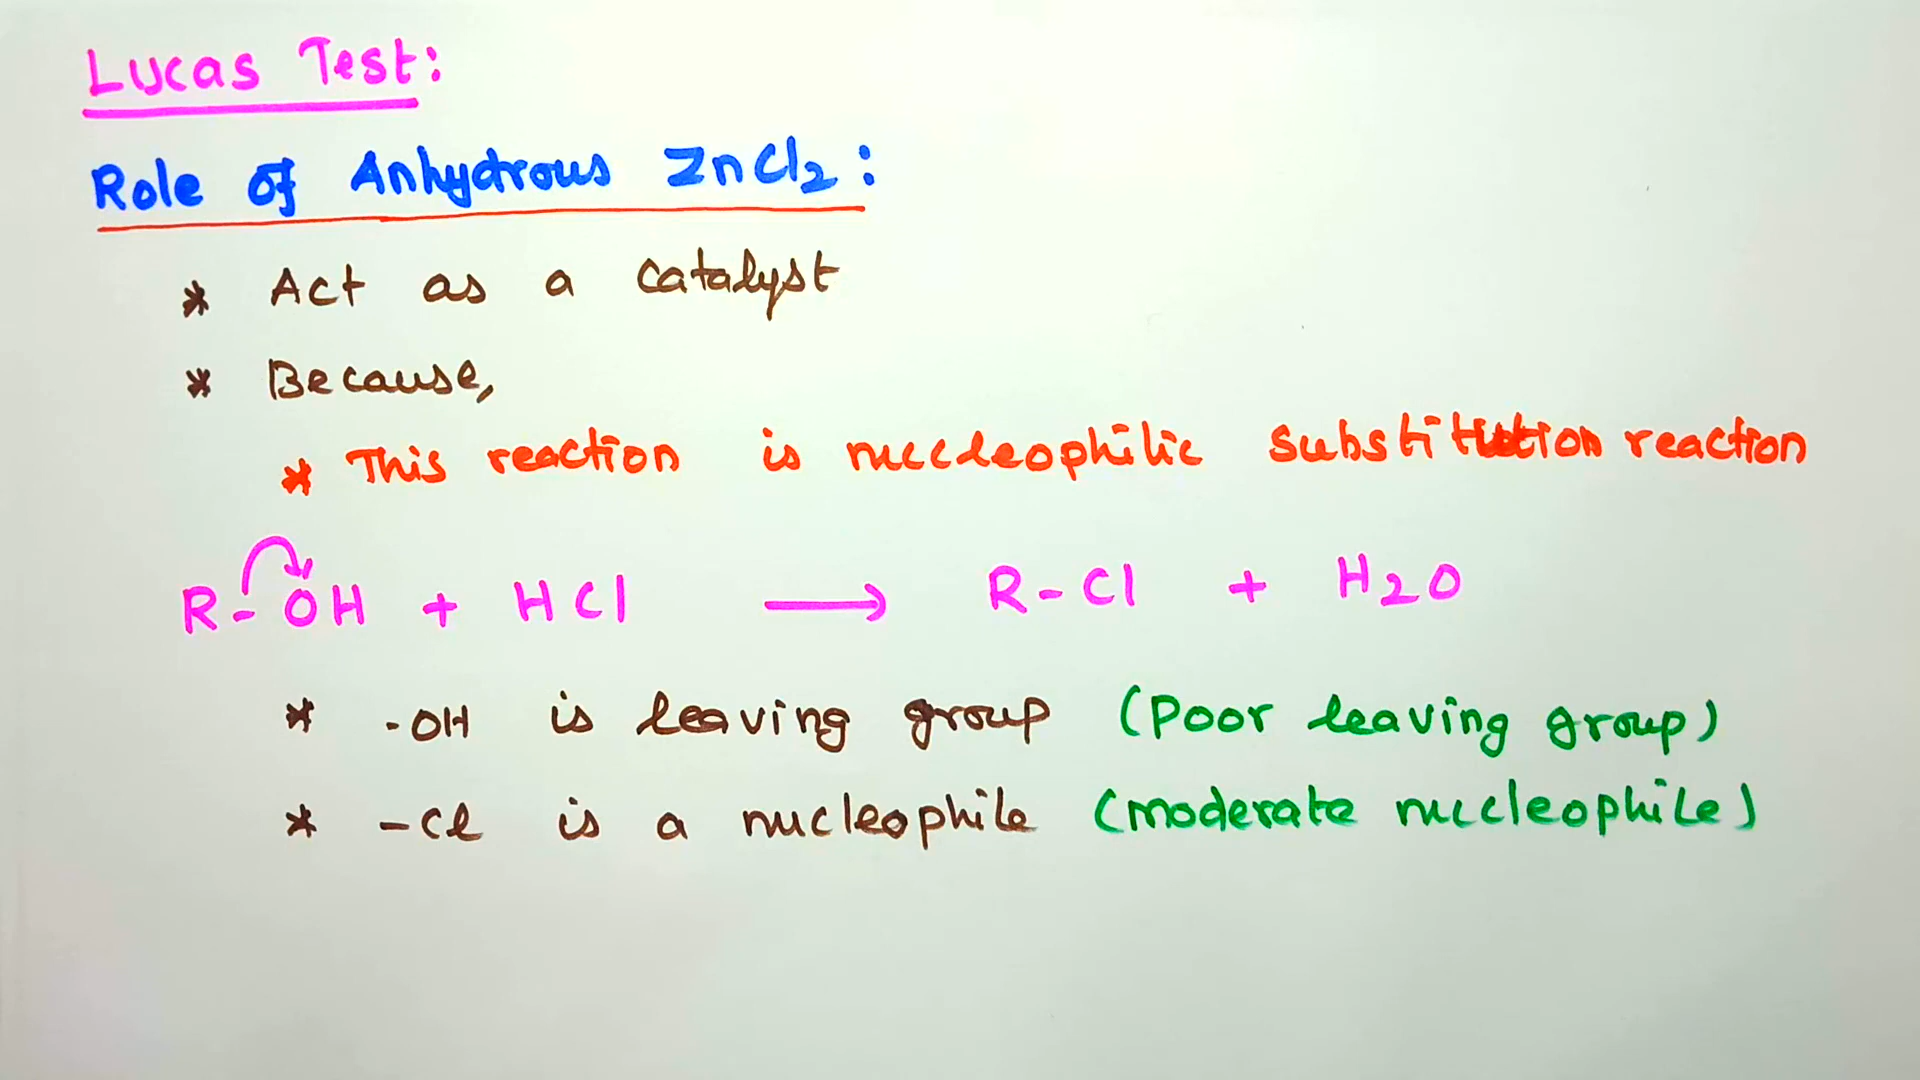 Lucas Test:
Role of Anhydrous ZnCl2:
* Act as a catalyst
* Because,
* This reaction is nucleophilic substitution reaction
R-OH + HCl ⟶ R-Cl + H2O
* -OH is leaving group (Poor leaving group)
* -Cl is a nucleophile (moderate nucleophile)